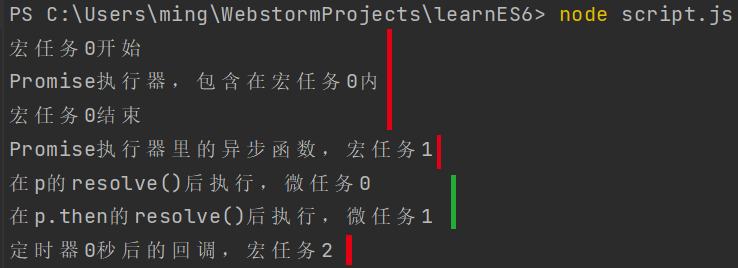 PS C:\Users\ming\WebstormProjects\learnES6> node script.js
宏任务0开始
Promise执行器，包含在宏任务0内
宏任务0结束
Promise执行器里的异步函数，宏任务1
在p的resolve()后执行，微任务0
在p.then的resolve()后执行，微任务1
定时器0秒后的回调，宏任务2